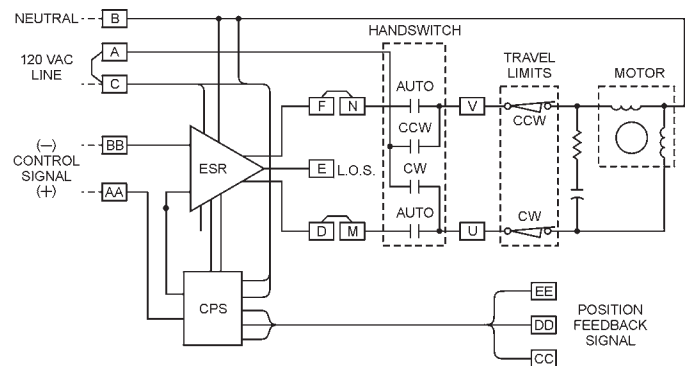 NEUTRAL
B
HANDSWITCH
A
120 VAC
LINE
C
TRAVEL
LIMITS
MOTOR
AUTO
F
N
V
CCW
CCW
(—)
CONTROL
SIGNAL
(+)
BB
AA
ESR
E
L.O.S.
CW
AUTO
D
M
U
CW
CPS
EE
DD
CC
POSITION
FEEDBACK
SIGNAL